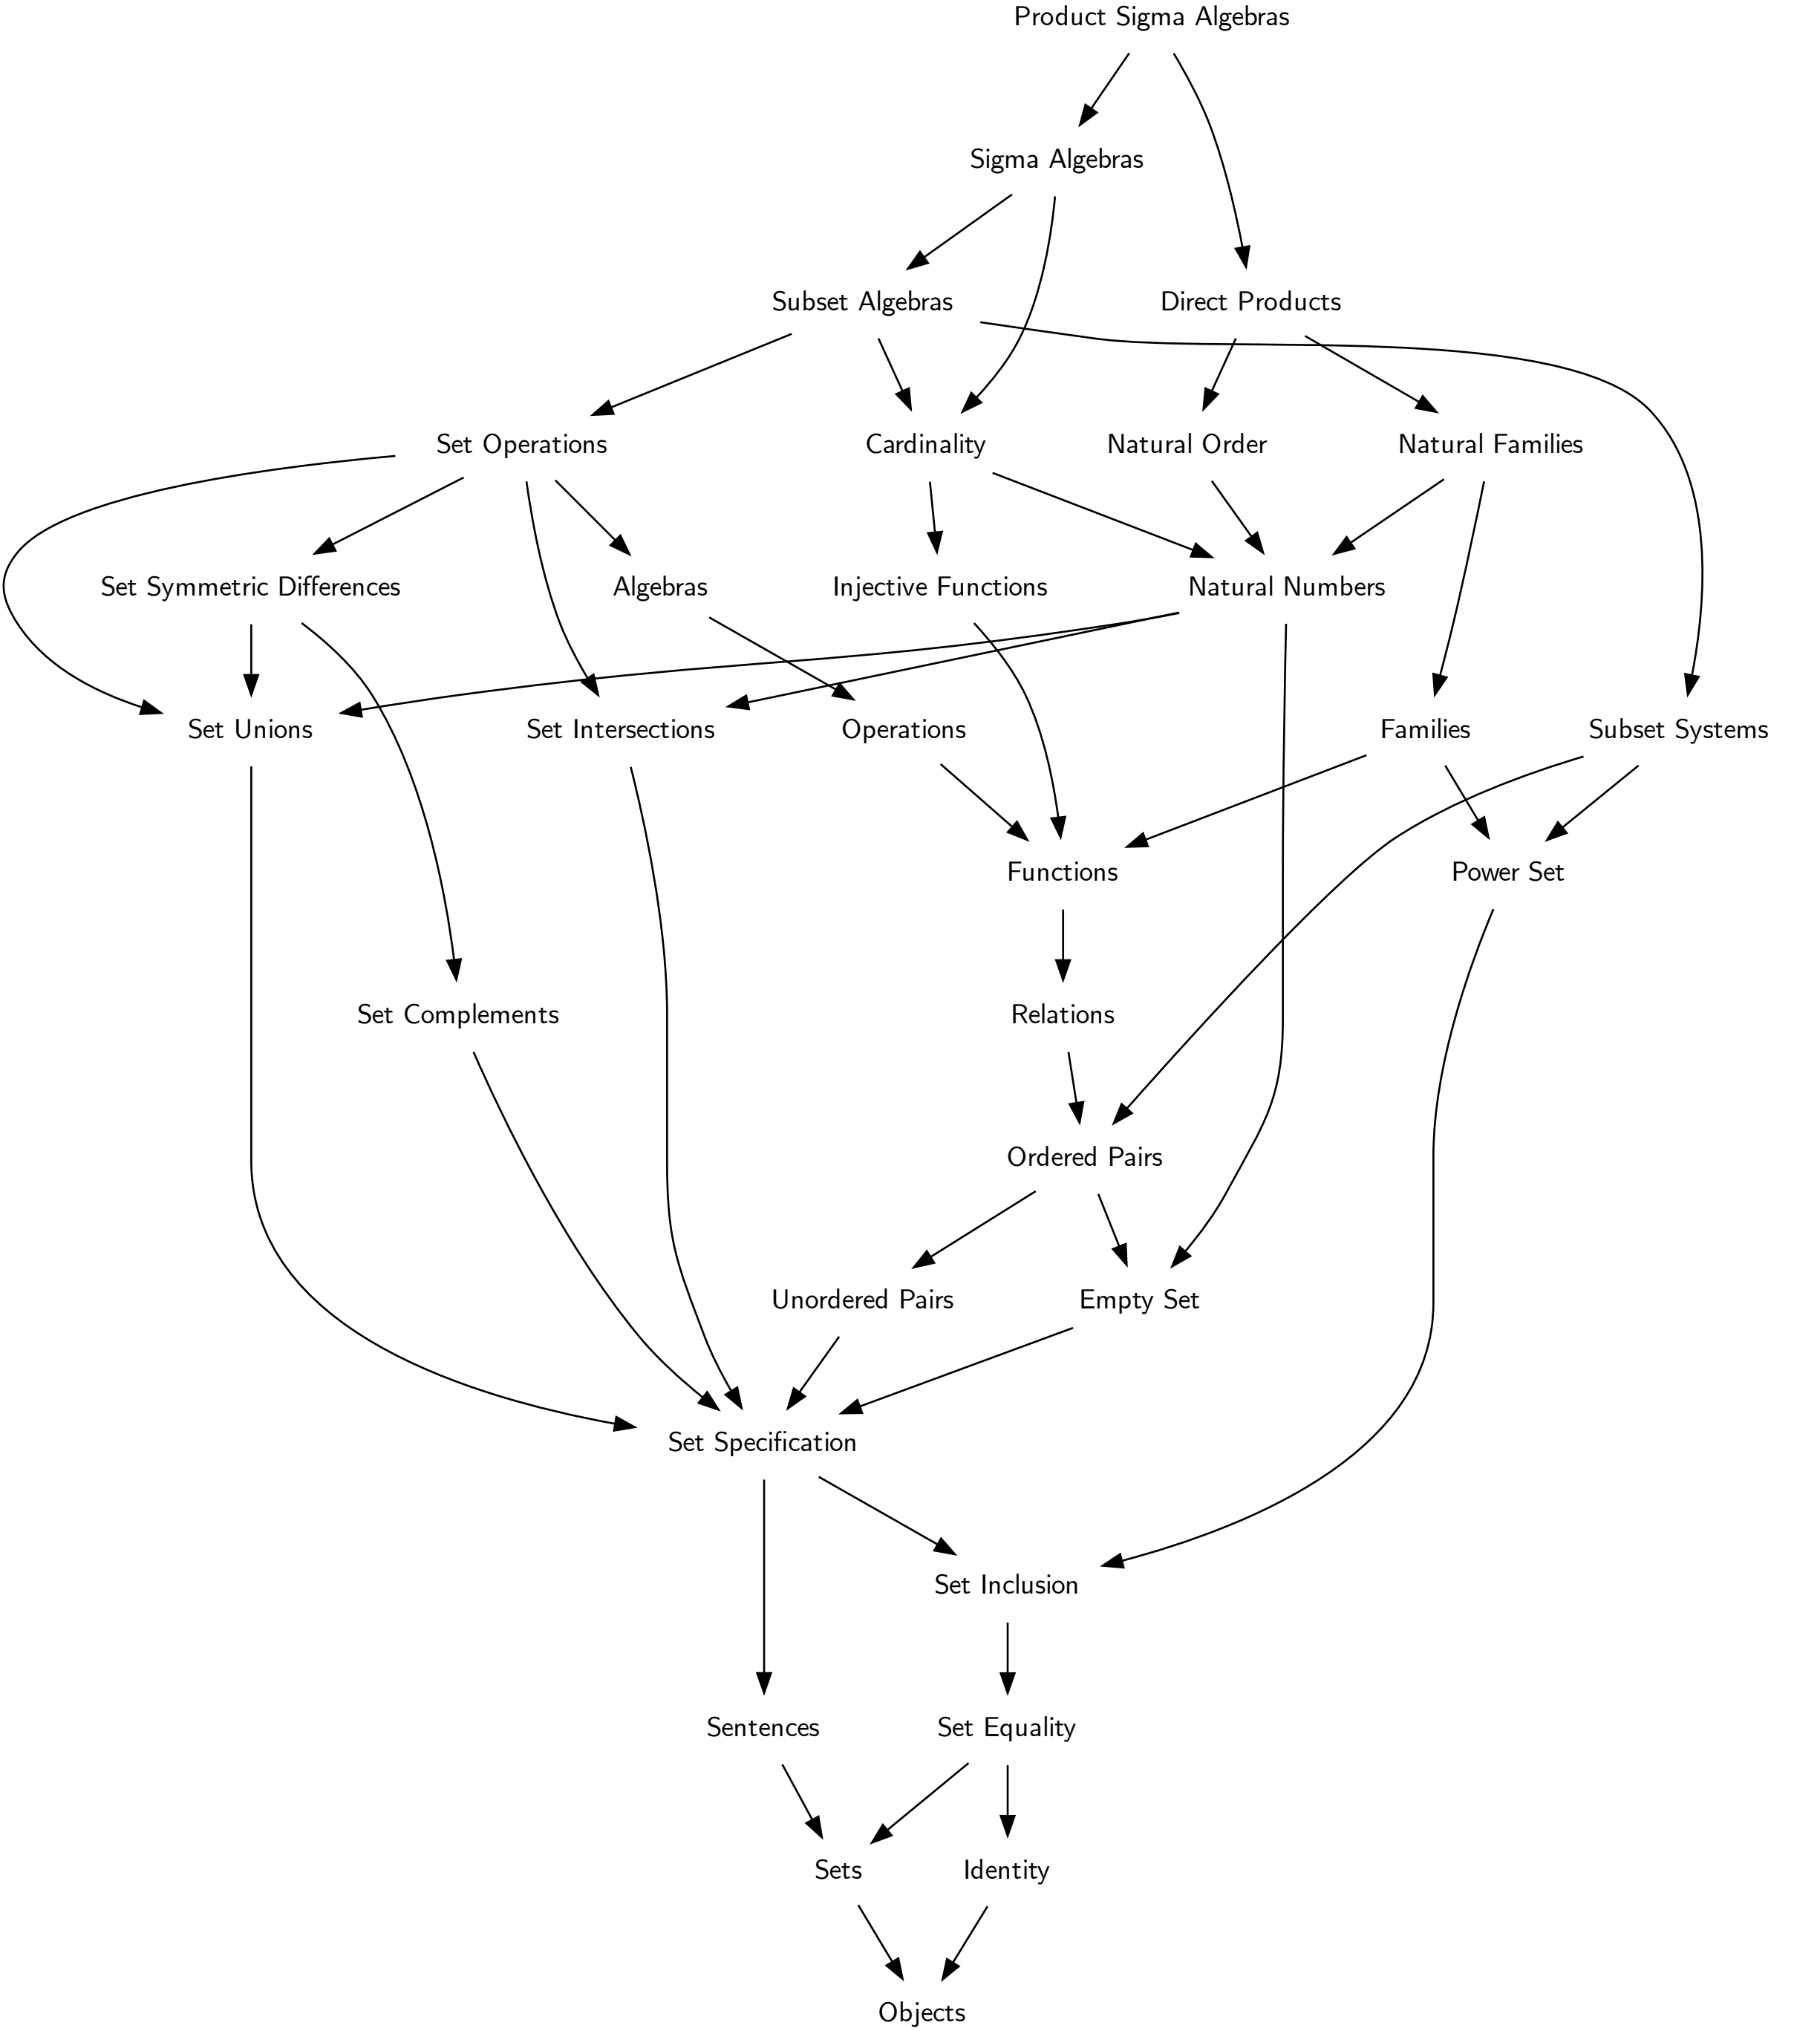 Product Sigma Algebras
Sigma Algebras
Subset Algebras
Direct Products
Set Operations
Cardinality
Natural Order
Natural Families
Set Symmetric Differences
Algebras
Injective Functions
Natural Numbers
Set Unions
Set Intersections
Operations
Families
Subset Systems
Functions
Power Set
Set Complements
Relations
Ordered Pairs
Unordered Pairs
Empty Set
Set Specification
Set Inclusion
Sentences
Set Equality
Sets
Identity
Objects